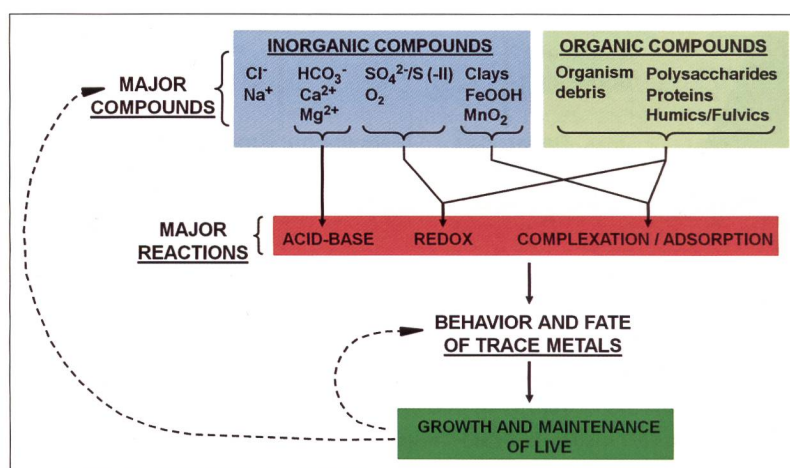 INORGANIC COMPOUNDS
ORGANIC COMPOUNDS
MAJOR
COMPOUNDS
Cl⁻
Na⁺
HCO₃⁻
Ca²⁺
Mg²⁺
SO₄²⁻/S (-II)
O₂
Clays
FeOOH
MnO₂
Organism
debris
Polysaccharides
Proteins
Humics/Fulvics
MAJOR
REACTIONS
ACID-BASE REDOX COMPLEXATION / ADSORPTION
BEHAVIOR AND FATE
OF TRACE METALS
GROWTH AND MAINTENANCE
OF LIVE